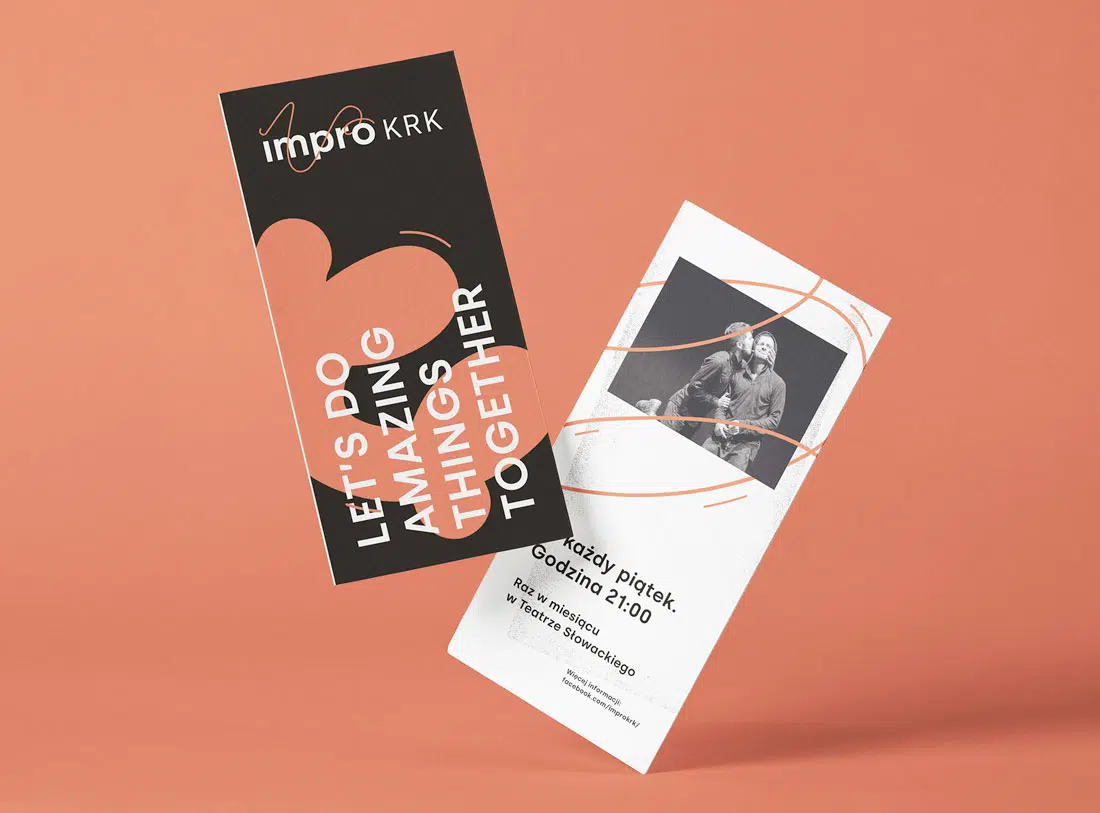 impro KRK
LET'S DO
AMAZING
THINGS
TOGETHER
każdy piątek.
Godzina 21:00
Raz w miesiącu
w Teatrze Słowackiego
Więcej informacji:
facebook.com/improkrk/